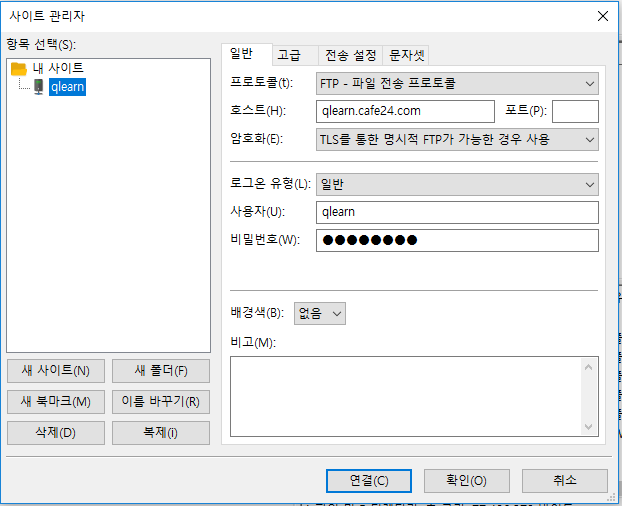 사이트 관리자
항목 선택(S):
내 사이트
qlearn
새 사이트(N)
새 폴더(F)
새 북마크(M)
이름 바꾸기(R)
삭제(D)
복제(i)
일반
고급
전송 설정
문자셋
프로토콜(t):
FTP - 파일 전송 프로토콜
호스트(H):
qlearn.cafe24.com
포트(P):
암호화(E):
TLS를 통한 명시적 FTP가 가능한 경우 사용
로그온 유형(L):
일반
사용자(U):
qlearn
비밀번호(W):
●●●●●●●●
배경색(B):
없음
비고(M):
연결(C)
확인(O)
취소